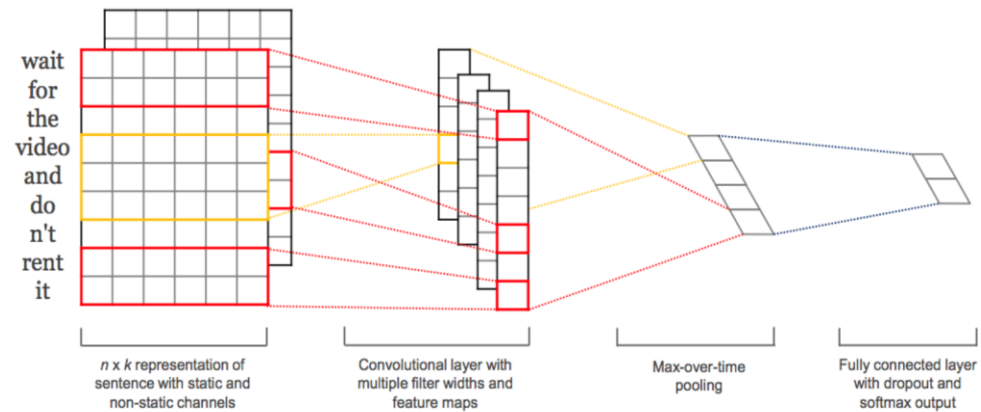 wait
for
the
video
and
do
n't
rent
it
n x k representation of
sentence with static and
non-static channels
Convolutional layer with
multiple filter widths and
feature maps
Max-over-time
pooling
Fully connected layer
with dropout and
softmax output